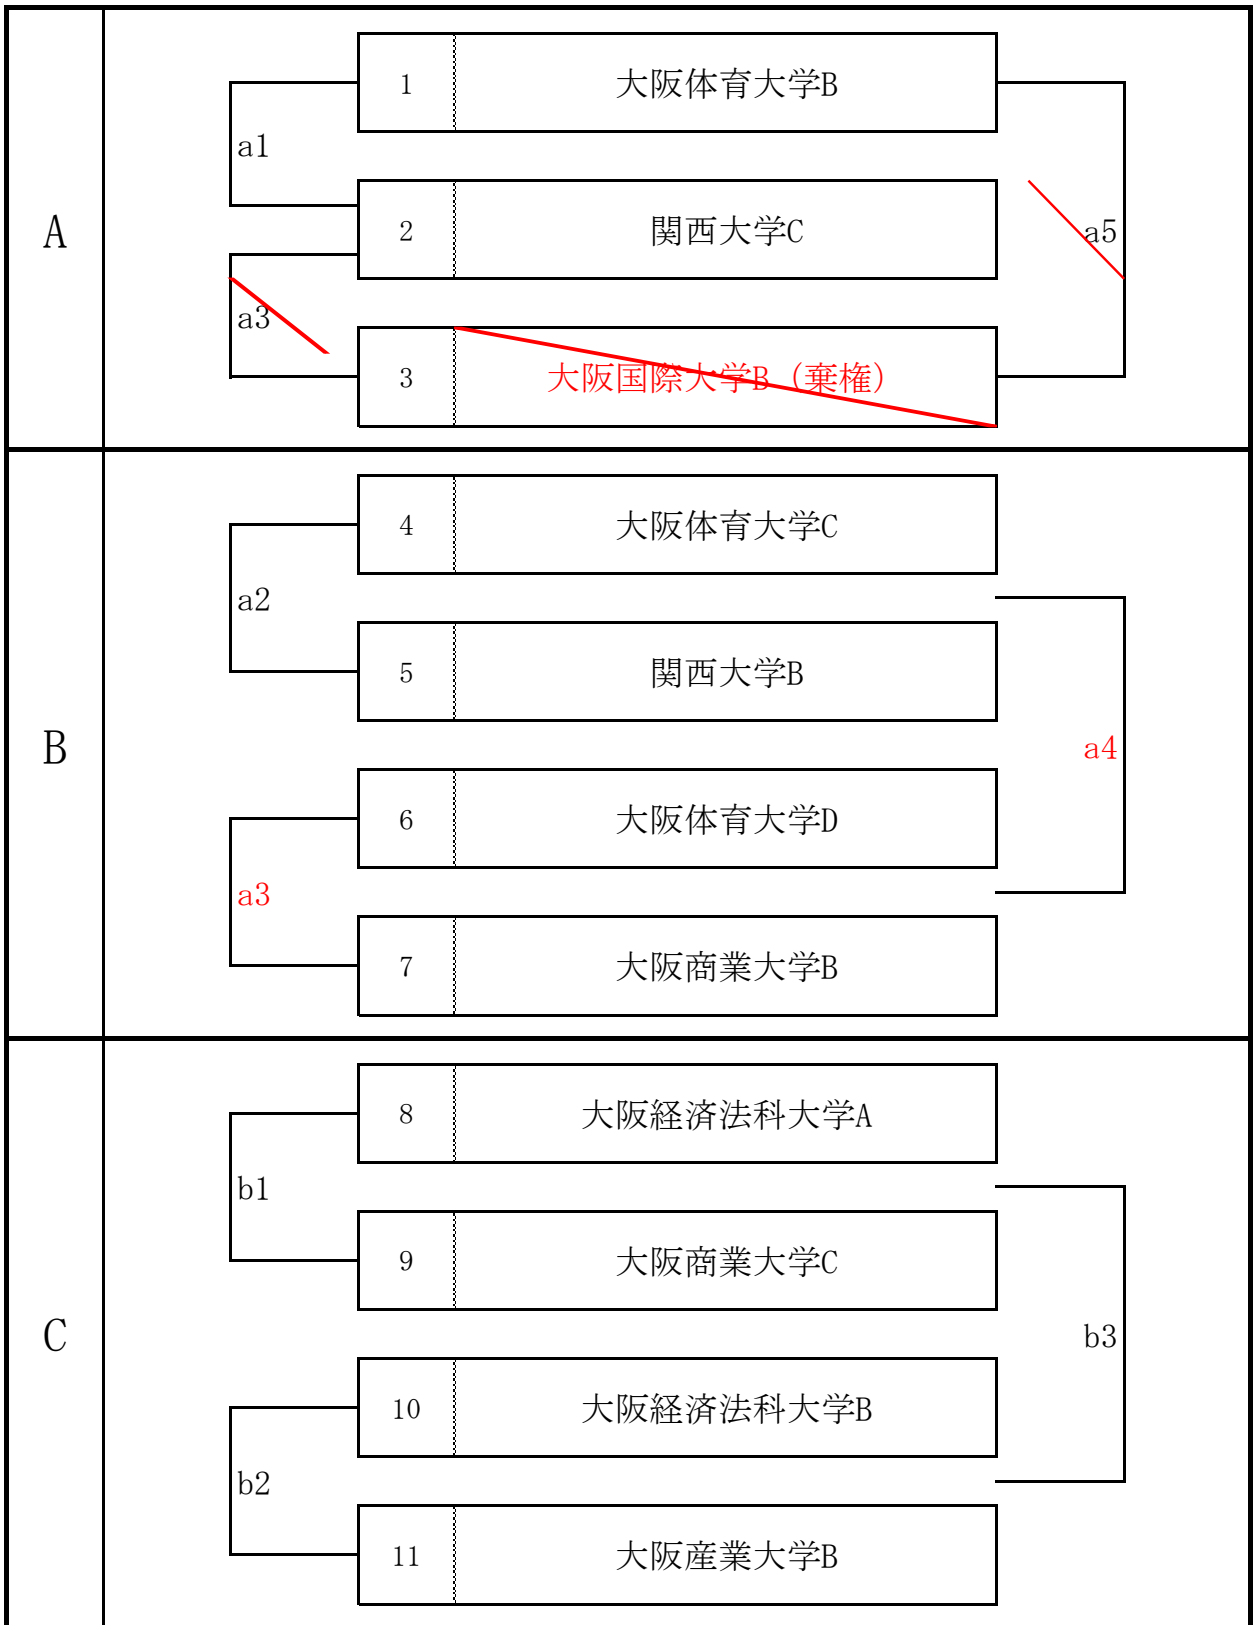 A
a1
1 大阪体育大学B
2 関西大学C
a5
a3
3 大阪国際大学B（棄権）
B
4 大阪体育大学C
a2
5 関西大学B
a4
6 大阪体育大学D
a3
7 大阪商業大学B
C
8 大阪経済法科大学A
b1
9 大阪商業大学C
b3
10 大阪経済法科大学B
b2
11 大阪産業大学B